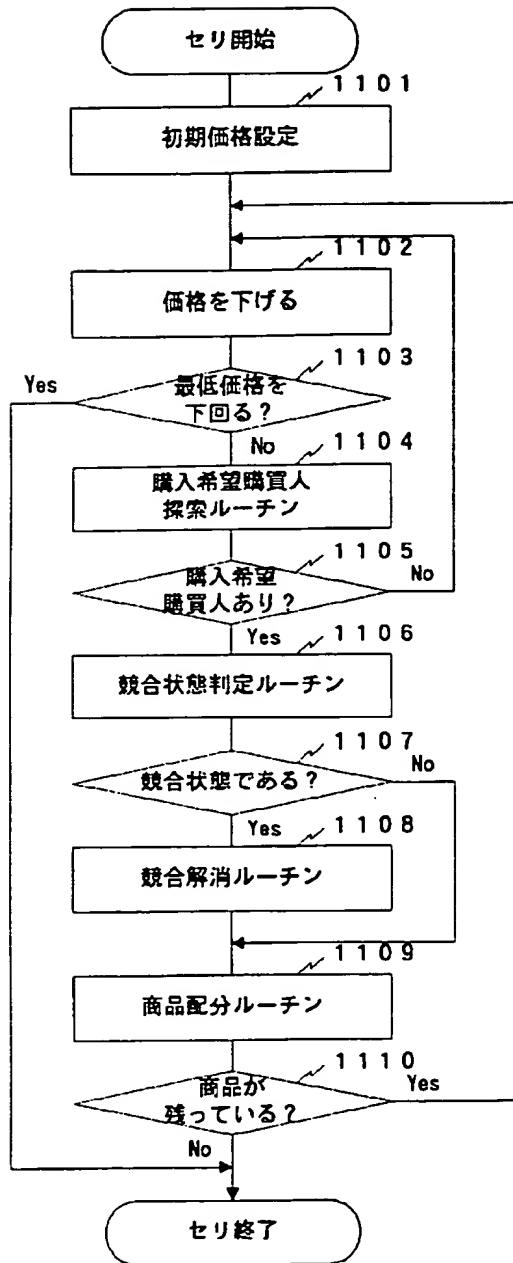 セリ開始
1101
初期価格設定
1102
価格を下げる
1103
Yes
最低価格を
下回る?
No
1104
購入希望購買人
探索ルーチン
1105
購入希望
購買人あり?
No
Yes
1106
競合状態判定ルーチン
1107
競合状態である?
No
Yes
1108
競合解消ルーチン
1109
商品配分ルーチン
1110
商品が
残っている?
Yes
No
セリ終了